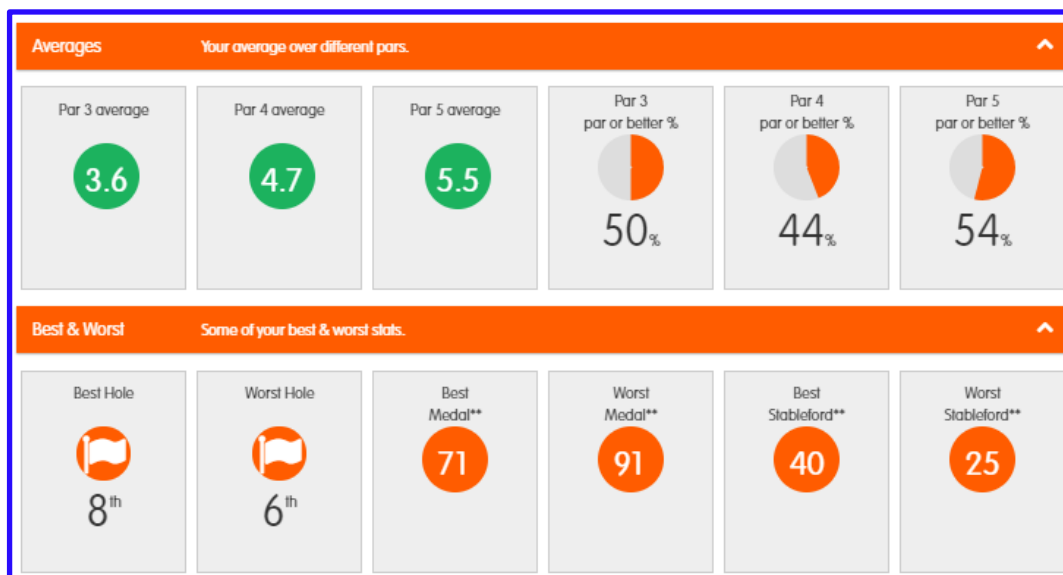 Averages Your average over different pars.
Par 3 average
3.6
Par 4 average
4.7
Par 5 average
5.5
Par 3
par or better %
50%
Par 4
par or better %
44%
Par 5
par or better %
54%
Best & Worst Some of your best & worst stats.
Best Hole
8th
Worst Hole
6th
Best
Medal**
71
Worst
Medal**
91
Best
Stableford**
40
Worst
Stableford**
25